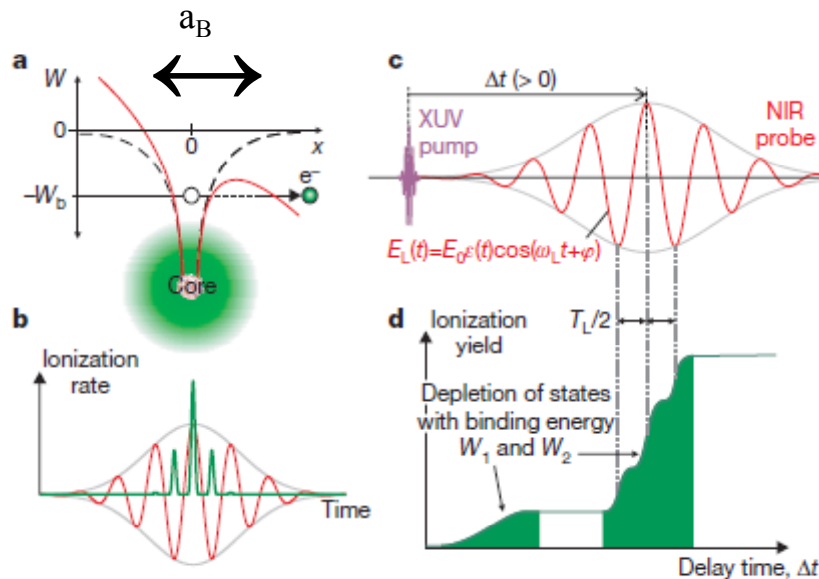 a_B
a
W
0
0
x
–W_b
e⁻
Core
b
Ionization
rate
Time
c
Δt (> 0)
XUV
pump
NIR
probe
E_L(t)=E_0ε(t)cos(ω_Lt+φ)
d
Ionization
yield
T_L/2
Depletion of states
with binding energy
W_1 and W_2
Delay time, Δt